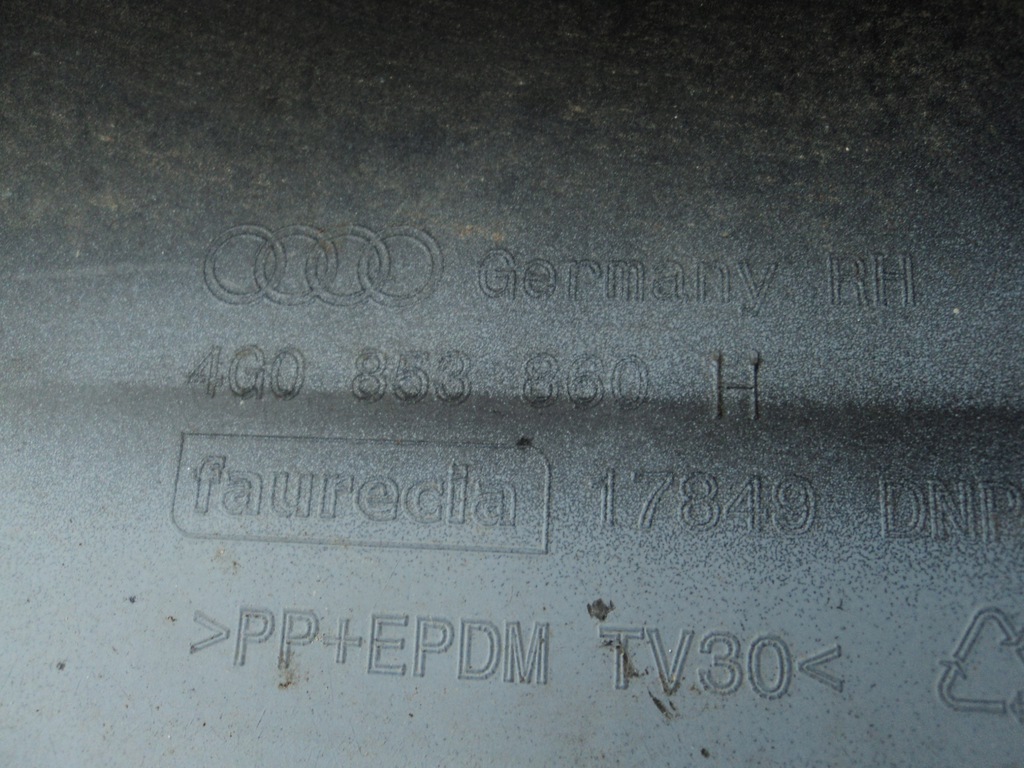 Germany RH
4G0 853 860 H
faurecia 17849 DNP
>PP+EPDM TV30<